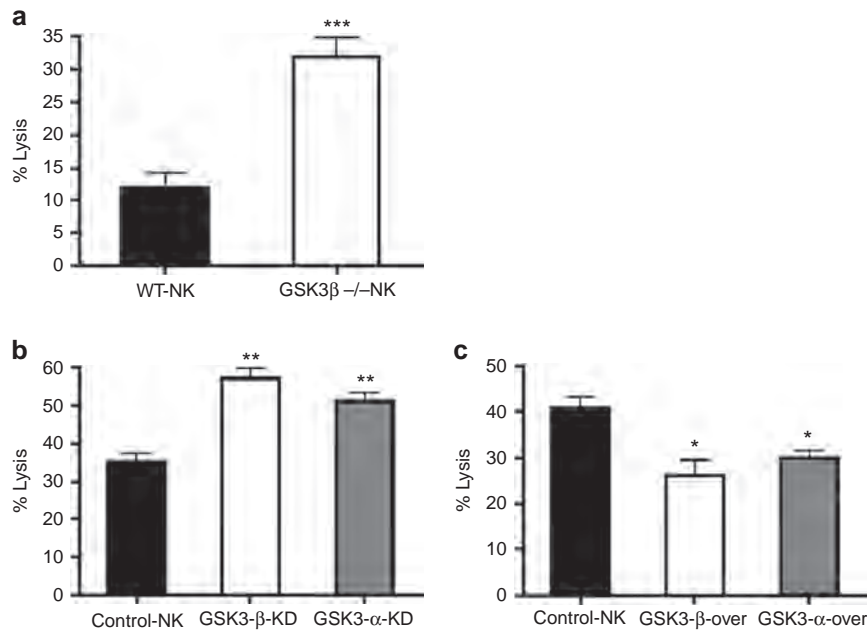 a
***
35
30
25
20
15
10
5
0
% Lysis
WT-NK GSK3β –/–NK
b
** **
60
50
40
30
30
10
0
% Lysis
Control-NK GSK3-β-KD GSK3-α-KD
c
* *
50
40
30
20
10
0
% Lysis
Control-NK GSK3-β-over GSK3-α-over